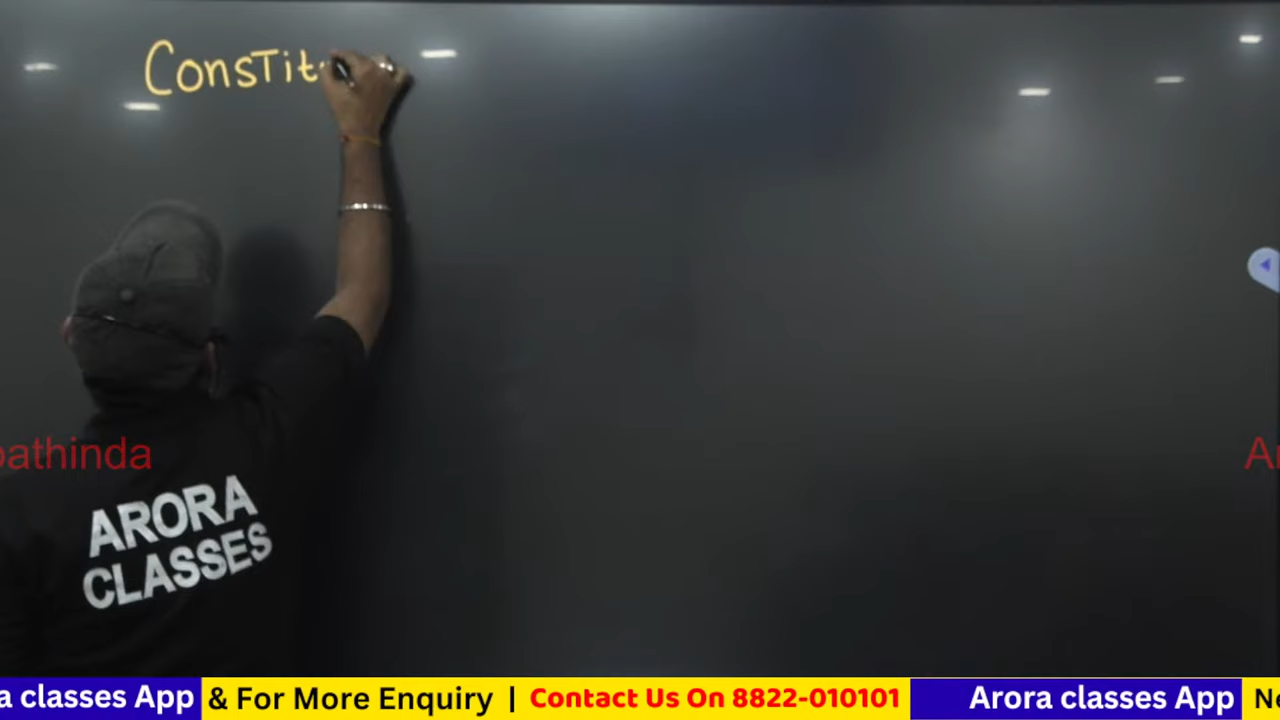 ConsTit
bathinda
ARORA
CLASSES
a classes App & For More Enquiry | Contact Us On 8822-010101 Arora classes App